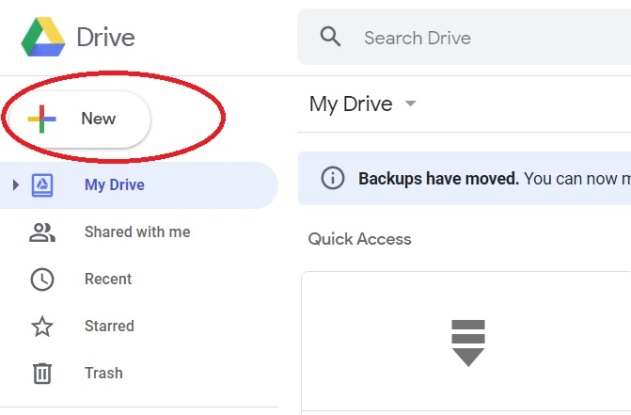 Drive
Search Drive
New
My Drive
My Drive
Backups have moved. You can now m
Shared with me
Quick Access
Recent
Starred
Trash